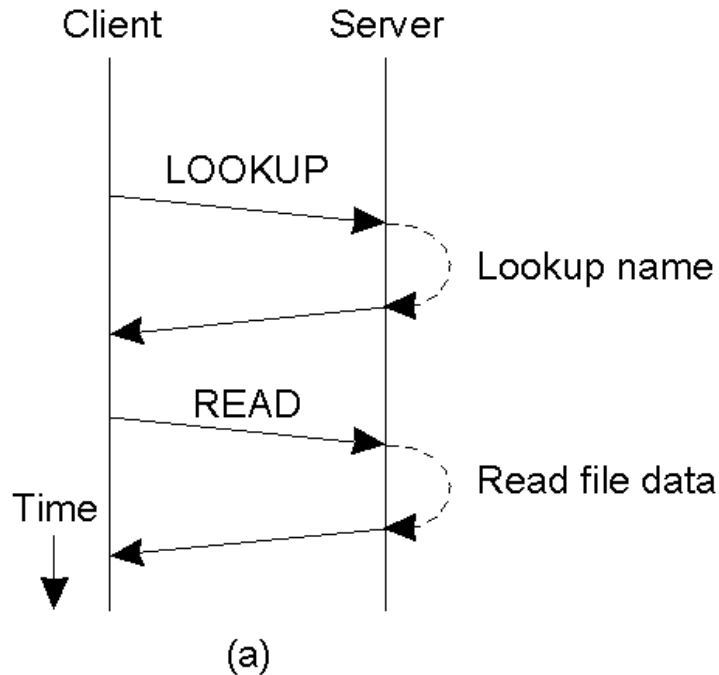 Client
Server
LOOKUP
Lookup name
READ
Read file data
Time
(a)